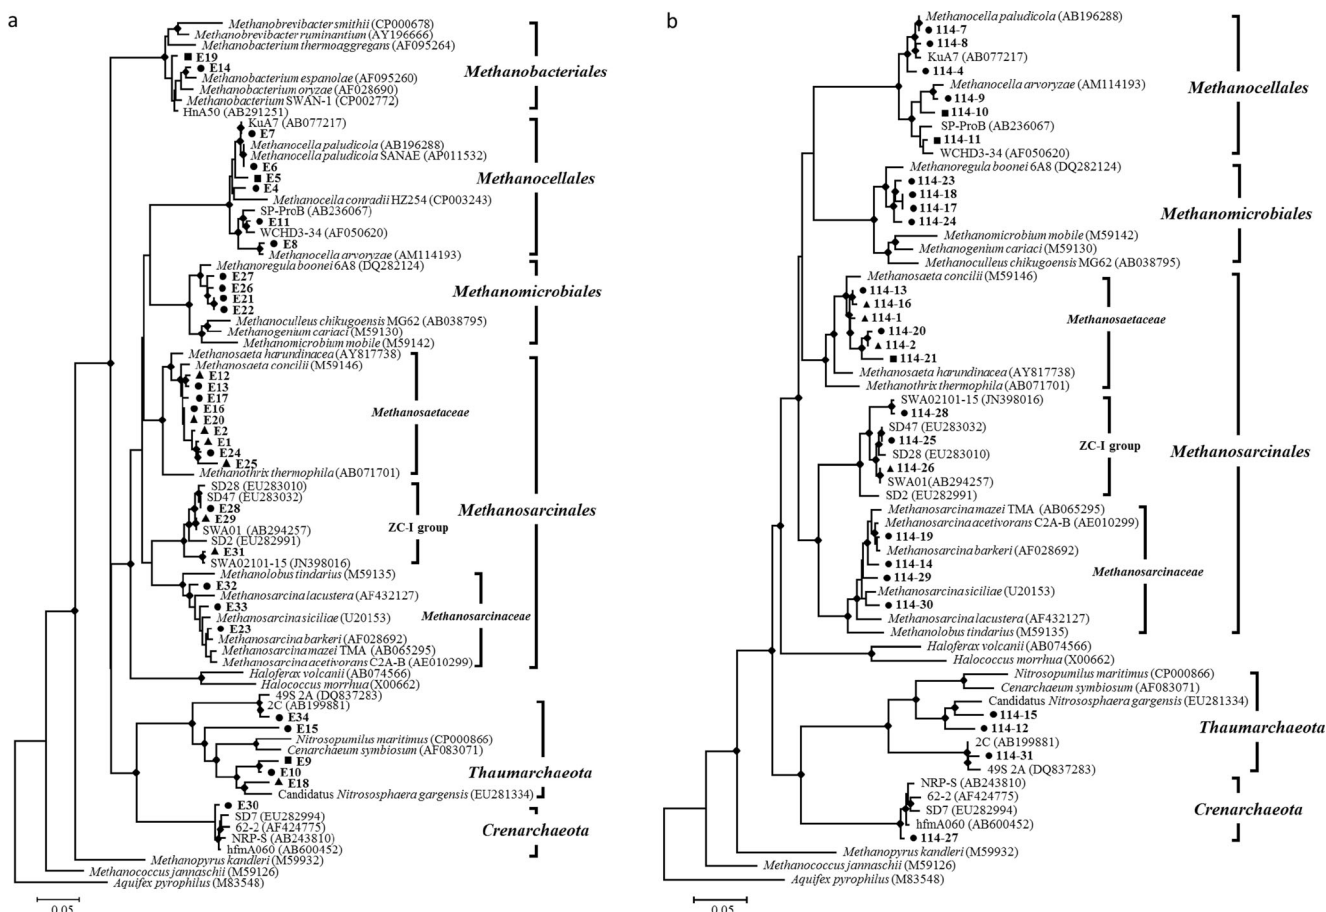 a
Methanobrevibacter smithii (CP000678)
Methanobrevibacter ruminantium (AY196666)
Methanobacterium thermoaggregans (AF095264)
E19
E14
Methanobacterium espanolae (AF095260)
Methanobacterium oryzae (AF028690)
Methanobacterium SWAN-1 (CP002772)
HnA50 (AB291251)
Methanobacteriales
KuA7 (AB077217)
E7
Methanocella paludicola (AB196288)
Methanocella paludicola SANAE (AP011532)
E6
E5
E4
Methanocella conradii HZ254 (CP003243)
SP-ProB (AB236067)
E11
WCHD3-34 (AF050620)
E8
Methanocella arvoryzae (AM114193)
Methanocellales
Methanoregula boonei 6A8 (DQ282124)
E27
E26
E21
E22
Methanoculleus chikugoensis MG62 (AB038795)
Methanogenium cariaci (M59130)
Methanomicrobium mobile (M59142)
Methanomicrobiales
Methanosaeta harundinacea (AY817738)
Methanosaeta concilii (M59146)
E12
E13
E17
E16
E20
E2
E1
E24
E25
Methanothrix thermophila (AB071701)
Methanosaetaceae
SD28 (EU283010)
SD47 (EU283032)
E28
E29
SWA01 (AB294257)
SD2 (EU282991)
E31
SWA02101-15 (JN398016)
ZC-I group
Methanosarcinales
Methanolobus tindarius (M59135)
E32
Methanosarcina lacustera (AF432127)
E33
Methanosarcina siciliae (U20153)
E23
Methanosarcina barkeri (AF028692)
Methanosarcina mazei TMA (AB065295)
Methanosarcina acetivorans C2A-B (AE010299)
Methanosarcinaceae
Haloferax volcanii (AB074566)
Halococcus morrhua (X00662)
49S 2A (DQ837283)
2C (AB199881)
E34
E15
Nitrosopumilus maritimus (CP000866)
Cenarchaeum symbiosum (AF083071)
E9
E10
E18
Candidatus Nitrososphaera gargensis (EU281334)
Thaumarchaeota
E30
SD7 (EU282994)
62-2 (AF424775)
NRP-S (AB243810)
hfmA060 (AB600452)
Crenarchaeota
Methanopyrus kandleri (M59932)
Methanococcus jannaschii (M59126)
Aquifex pyrophilus (M83548)
0.05
b
Methanocella paludicola (AB196288)
114-7
114-8
KuA7 (AB077217)
114-4
Methanocella arvoryzae (AM114193)
114-9
114-10
SP-ProB (AB236067)
114-11
WCHD3-34 (AF050620)
Methanocellales
Methanoregula boonei 6A8 (DQ282124)
114-23
114-18
114-17
114-24
Methanomicrobium mobile (M59142)
Methanogenium cariaci (M59130)
Methanoculleus chikugoensis MG62 (AB038795)
Methanomicrobiales
Methanosaeta concilii (M59146)
114-13
114-16
114-1
114-20
114-2
114-21
Methanosaeta harundinacea (AY817738)
Methanothrix thermophila (AB071701)
Methanosaetaceae
SWA02101-15 (JN398016)
114-28
SD47 (EU283032)
114-25
SD28 (EU283010)
114-26
SWA01(AB294257)
SD2 (EU282991)
ZC-I group
Methanosarcinales
Methanosarcina mazei TMA (AB065295)
Methanosarcina acetivorans C2A-B (AE010299)
114-19
Methanosarcina barkeri (AF028692)
114-14
114-29
Methanosarcina siciliae (U20153)
114-30
Methanosarcina lacustera (AF432127)
Methanolobus tindarius (M59135)
Methanosarcinaceae
Haloferax volcanii (AB074566)
Halococcus morrhua (X00662)
Nitrosopumilus maritimus (CP000866)
Cenarchaeum symbiosum (AF083071)
Candidatus Nitrososphaera gargensis (EU281334)
114-15
114-12
2C (AB199881)
114-31
49S 2A (DQ837283)
Thaumarchaeota
NRP-S (AB243810)
62-2 (AF424775)
SD7 (EU282994)
hfmA060 (AB600452)
114-27
Crenarchaeota
Methanopyrus kandleri (M59932)
Methanococcus jannaschii (M59126)
Aquifex pyrophilus (M83548)
0.05